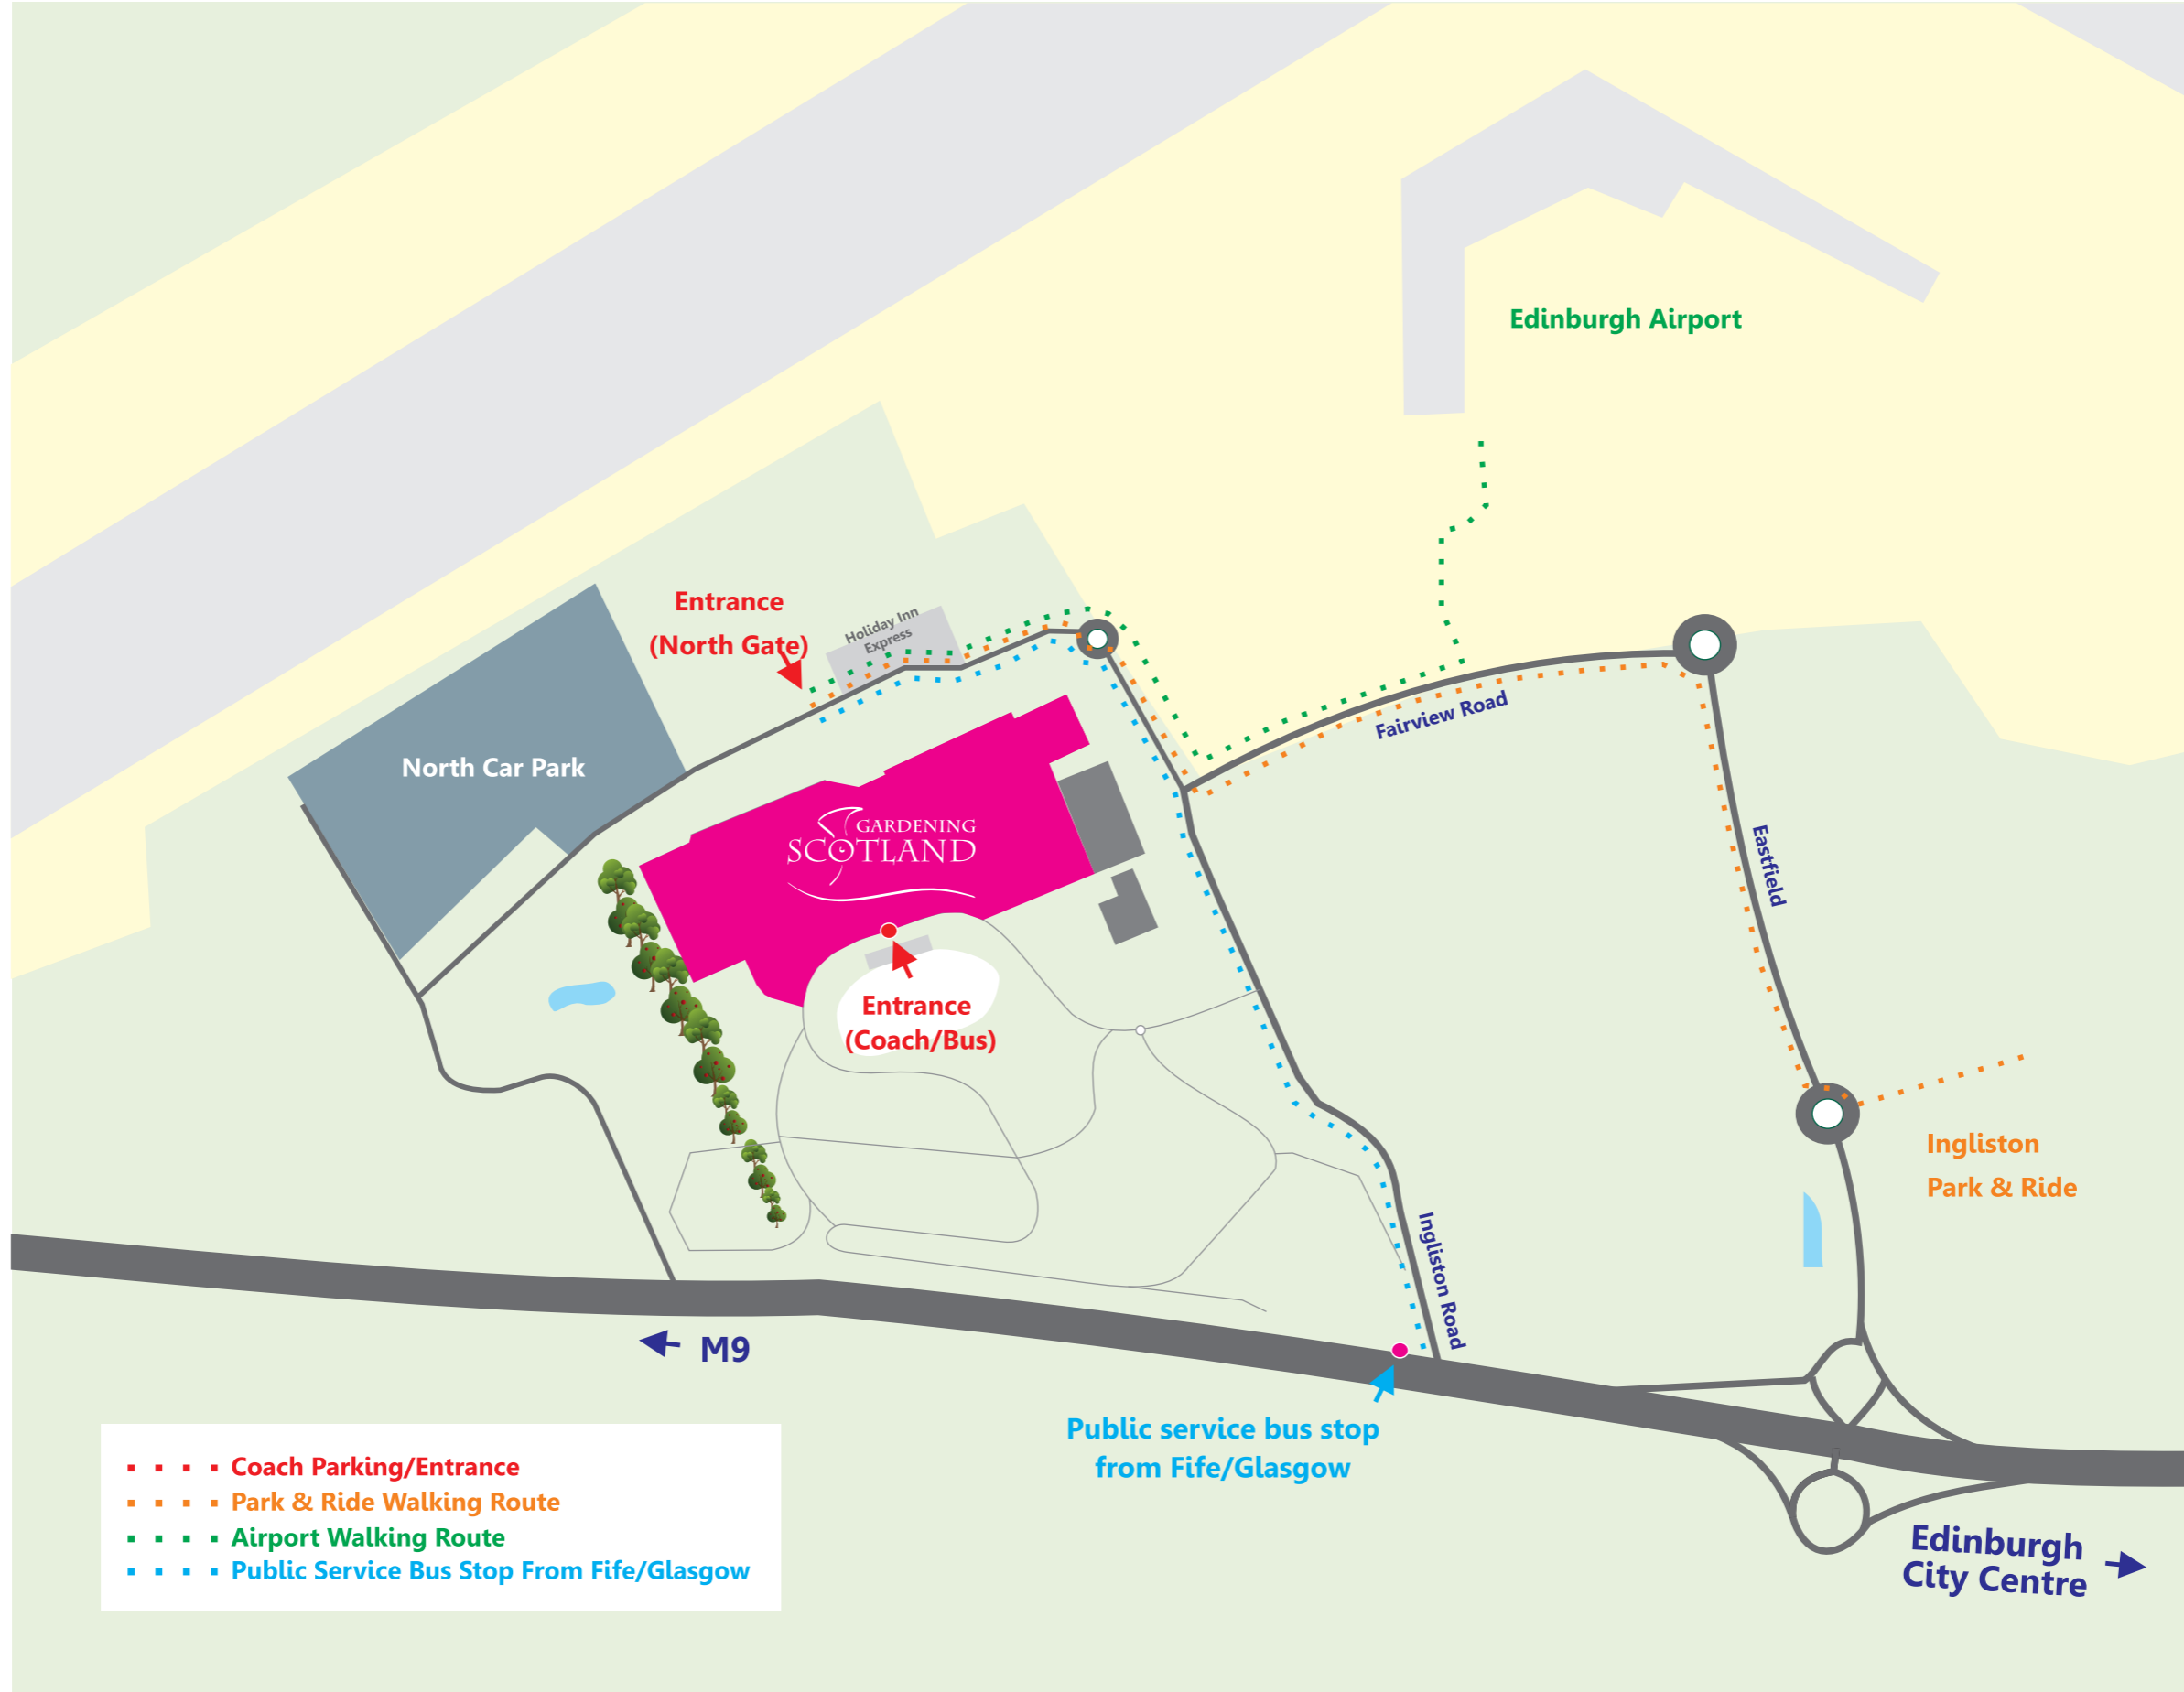 Edinburgh Airport
Entrance
(North Gate)
Holiday Inn
Express
Fairview Road
North Car Park
GARDENING
SCOTLAND
Eastfield
Entrance
(Coach/Bus)
Ingliston
Park & Ride
Ingliston Road
M9
Public service bus stop
from Fife/Glasgow
Coach Parking/Entrance
Park & Ride Walking Route
Airport Walking Route
Public Service Bus Stop From Fife/Glasgow
Edinburgh
City Centre